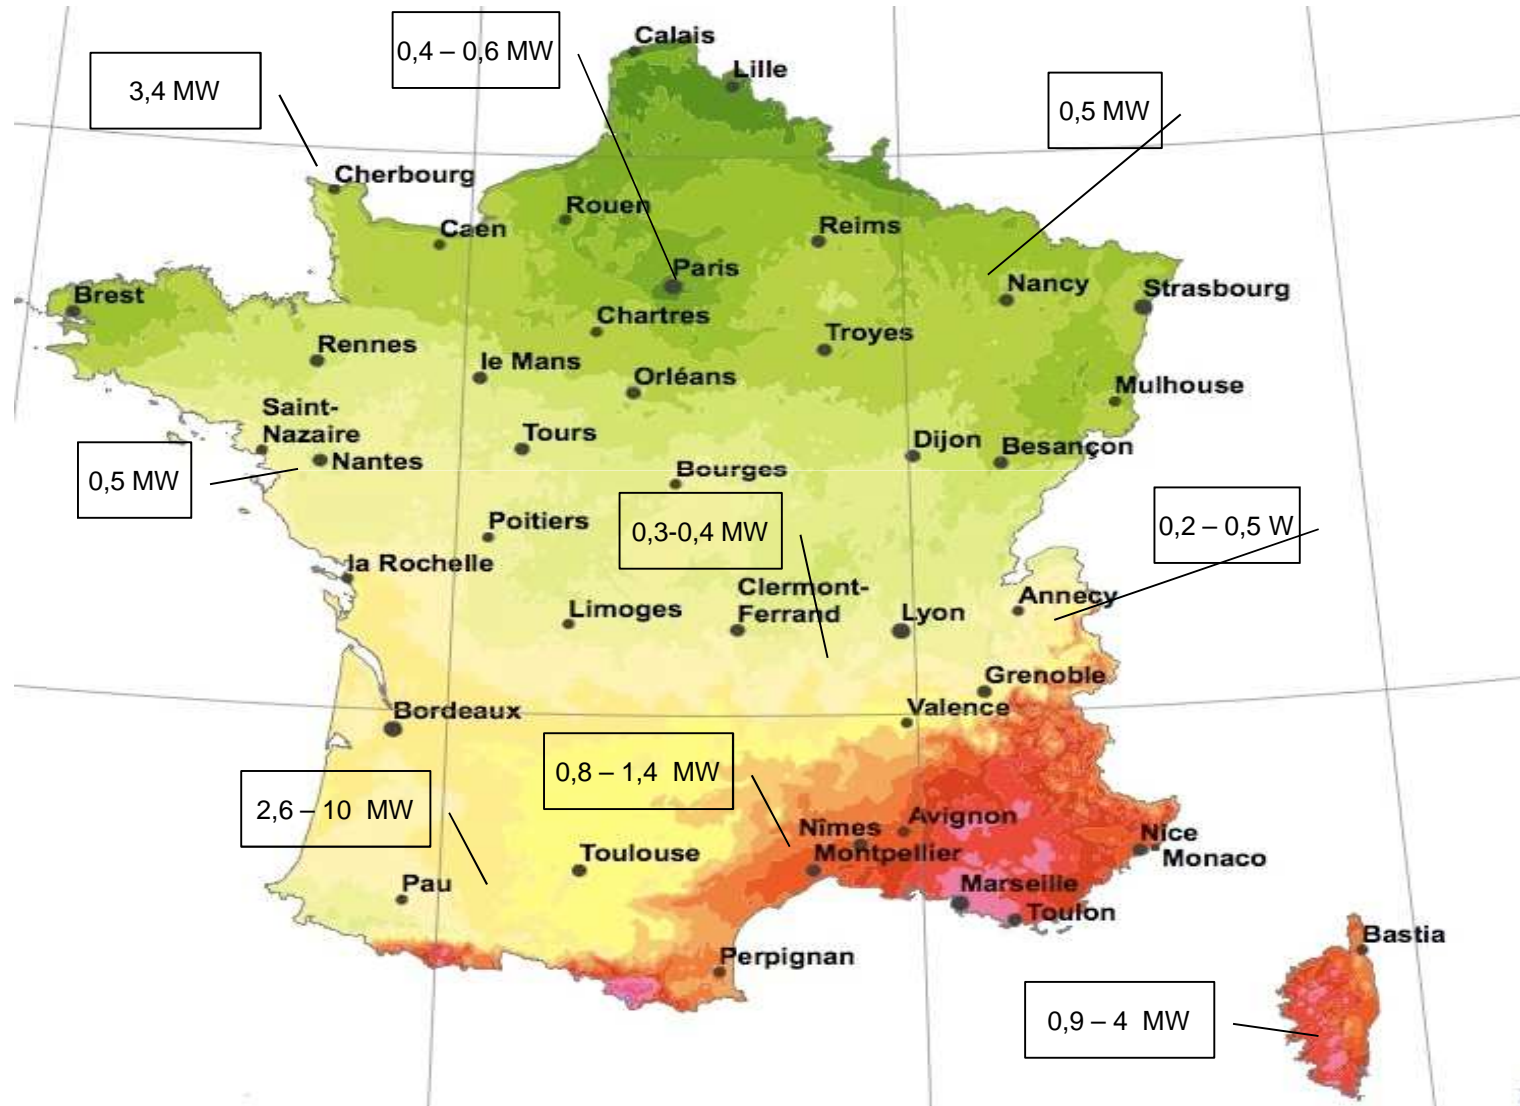 Calais
0,4 – 0,6 MW
Lille
3,4 MW
0,5 MW
Cherbourg
Rouen
Caen
Reims
Paris
Nancy
Strasbourg
Brest
Chartres
Troyes
Rennes
le Mans
Orléans
Mulhouse
Saint-
Nazaire
Tours
Dijon
Besançon
Nantes
Bourges
0,5 MW
Poitiers
0,3-0,4 MW
0,2 – 0,5 W
la Rochelle
Clermont-
Ferrand
Limoges
Lyon
Annecy
Grenoble
Valence
Bordeaux
0,8 – 1,4 MW
2,6 – 10 MW
Nîmes
Avignon
Nice
Monaco
Toulouse
Montpellier
Pau
Marseille
Toulon
Bastia
Perpignan
0,9 – 4 MW